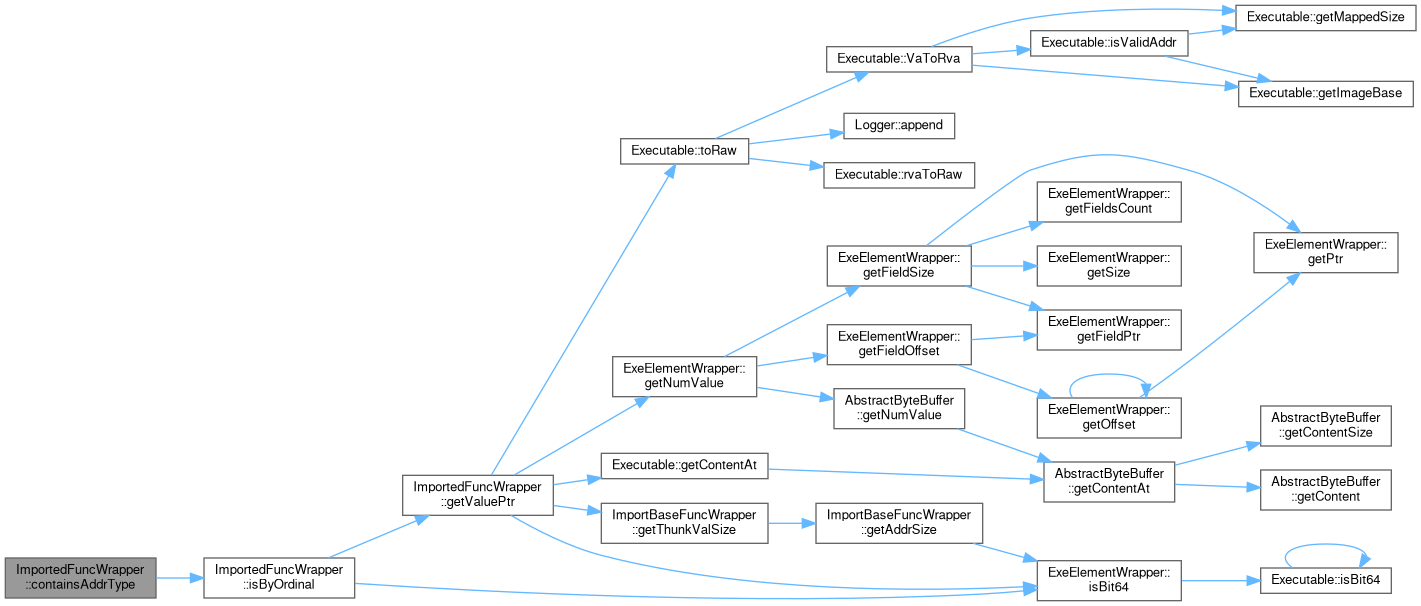 Executable::getMappedSize
Executable::isValidAddr
Executable::VaToRva
Executable::getImageBase
Logger::append
Executable::toRaw
Executable::rvaToRaw
ExeElementWrapper::
getFieldsCount
ExeElementWrapper::
getPtr
ExeElementWrapper::
getFieldSize
ExeElementWrapper::
getSize
ExeElementWrapper::
getFieldPtr
ExeElementWrapper::
getFieldOffset
ExeElementWrapper::
getNumValue
AbstractByteBuffer
::getNumValue
ExeElementWrapper::
getOffset
AbstractByteBuffer
::getContentSize
Executable::getContentAt
AbstractByteBuffer
::getContentAt
AbstractByteBuffer
::getContent
ImportedFuncWrapper
::getValuePtr
ImportBaseFuncWrapper
::getThunkValSize
ImportBaseFuncWrapper
::getAddrSize
ImportedFuncWrapper
::containsAddrType
ImportedFuncWrapper
::isByOrdinal
ExeElementWrapper::
isBit64
Executable::isBit64